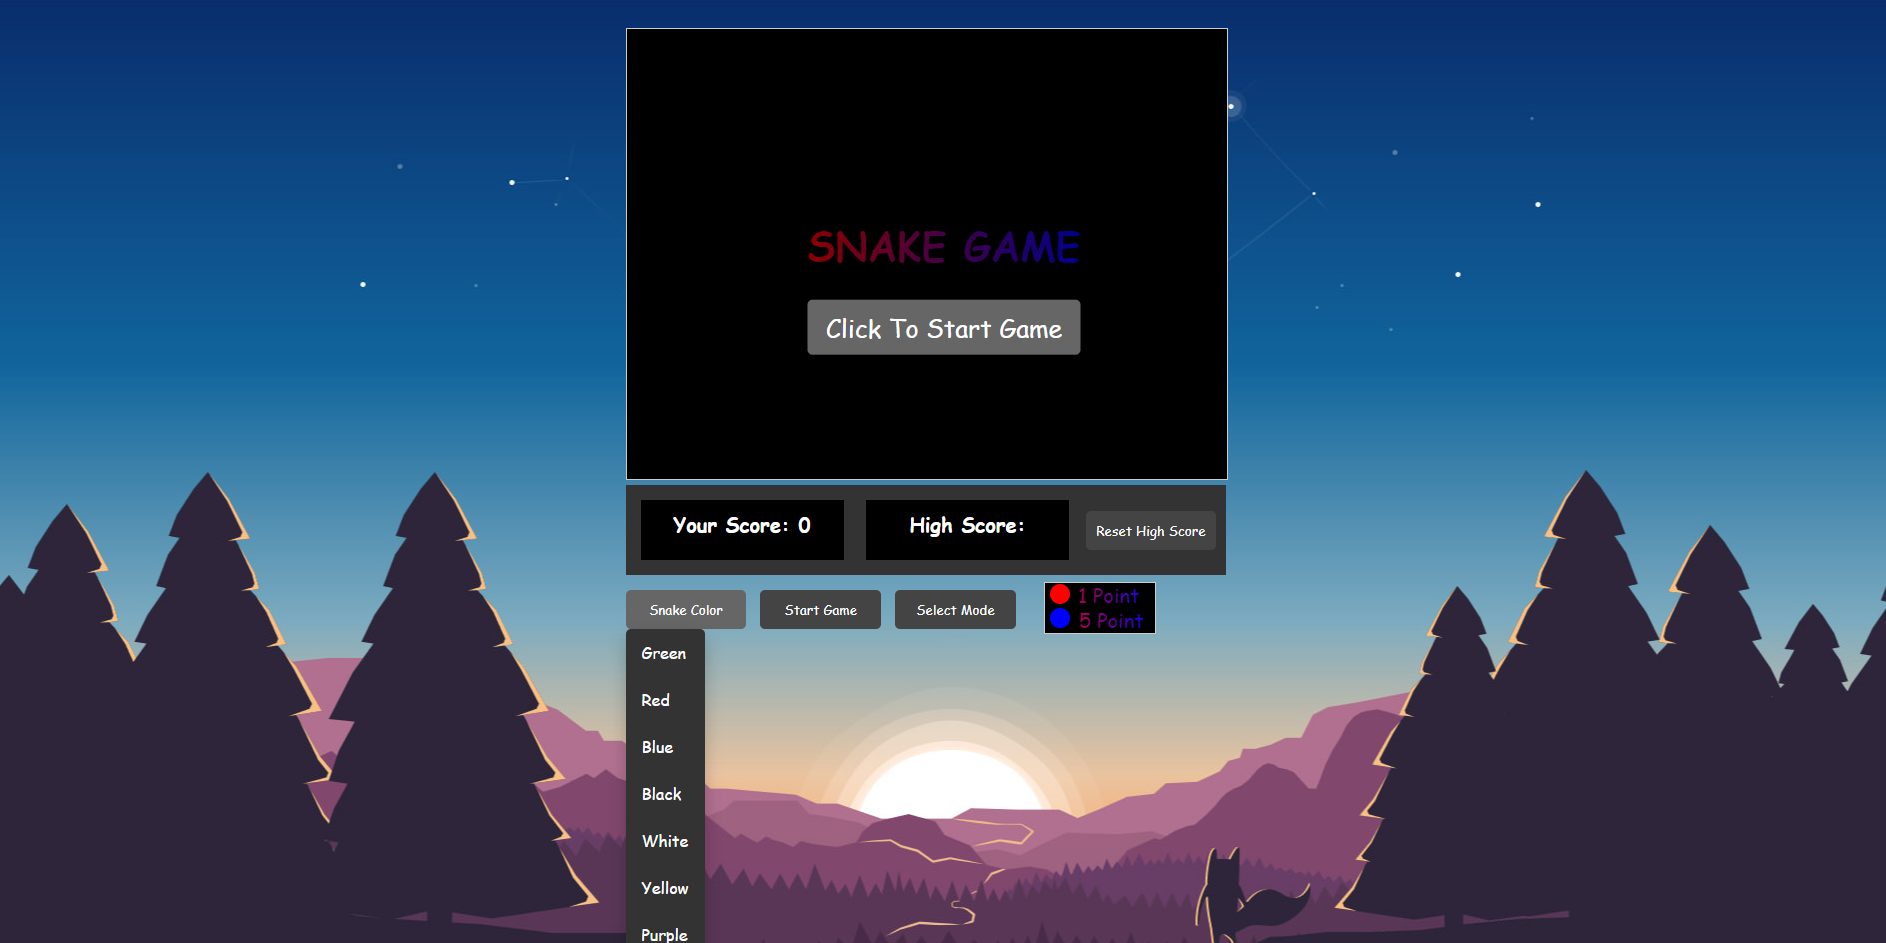 SNAKE GAME
Click To Start Game
Your Score: 0
High Score:
Reset High Score
Snake Color
Start Game
Select Mode
1 Point
5 Point
Green
Red
Blue
Black
White
Yellow
Purple